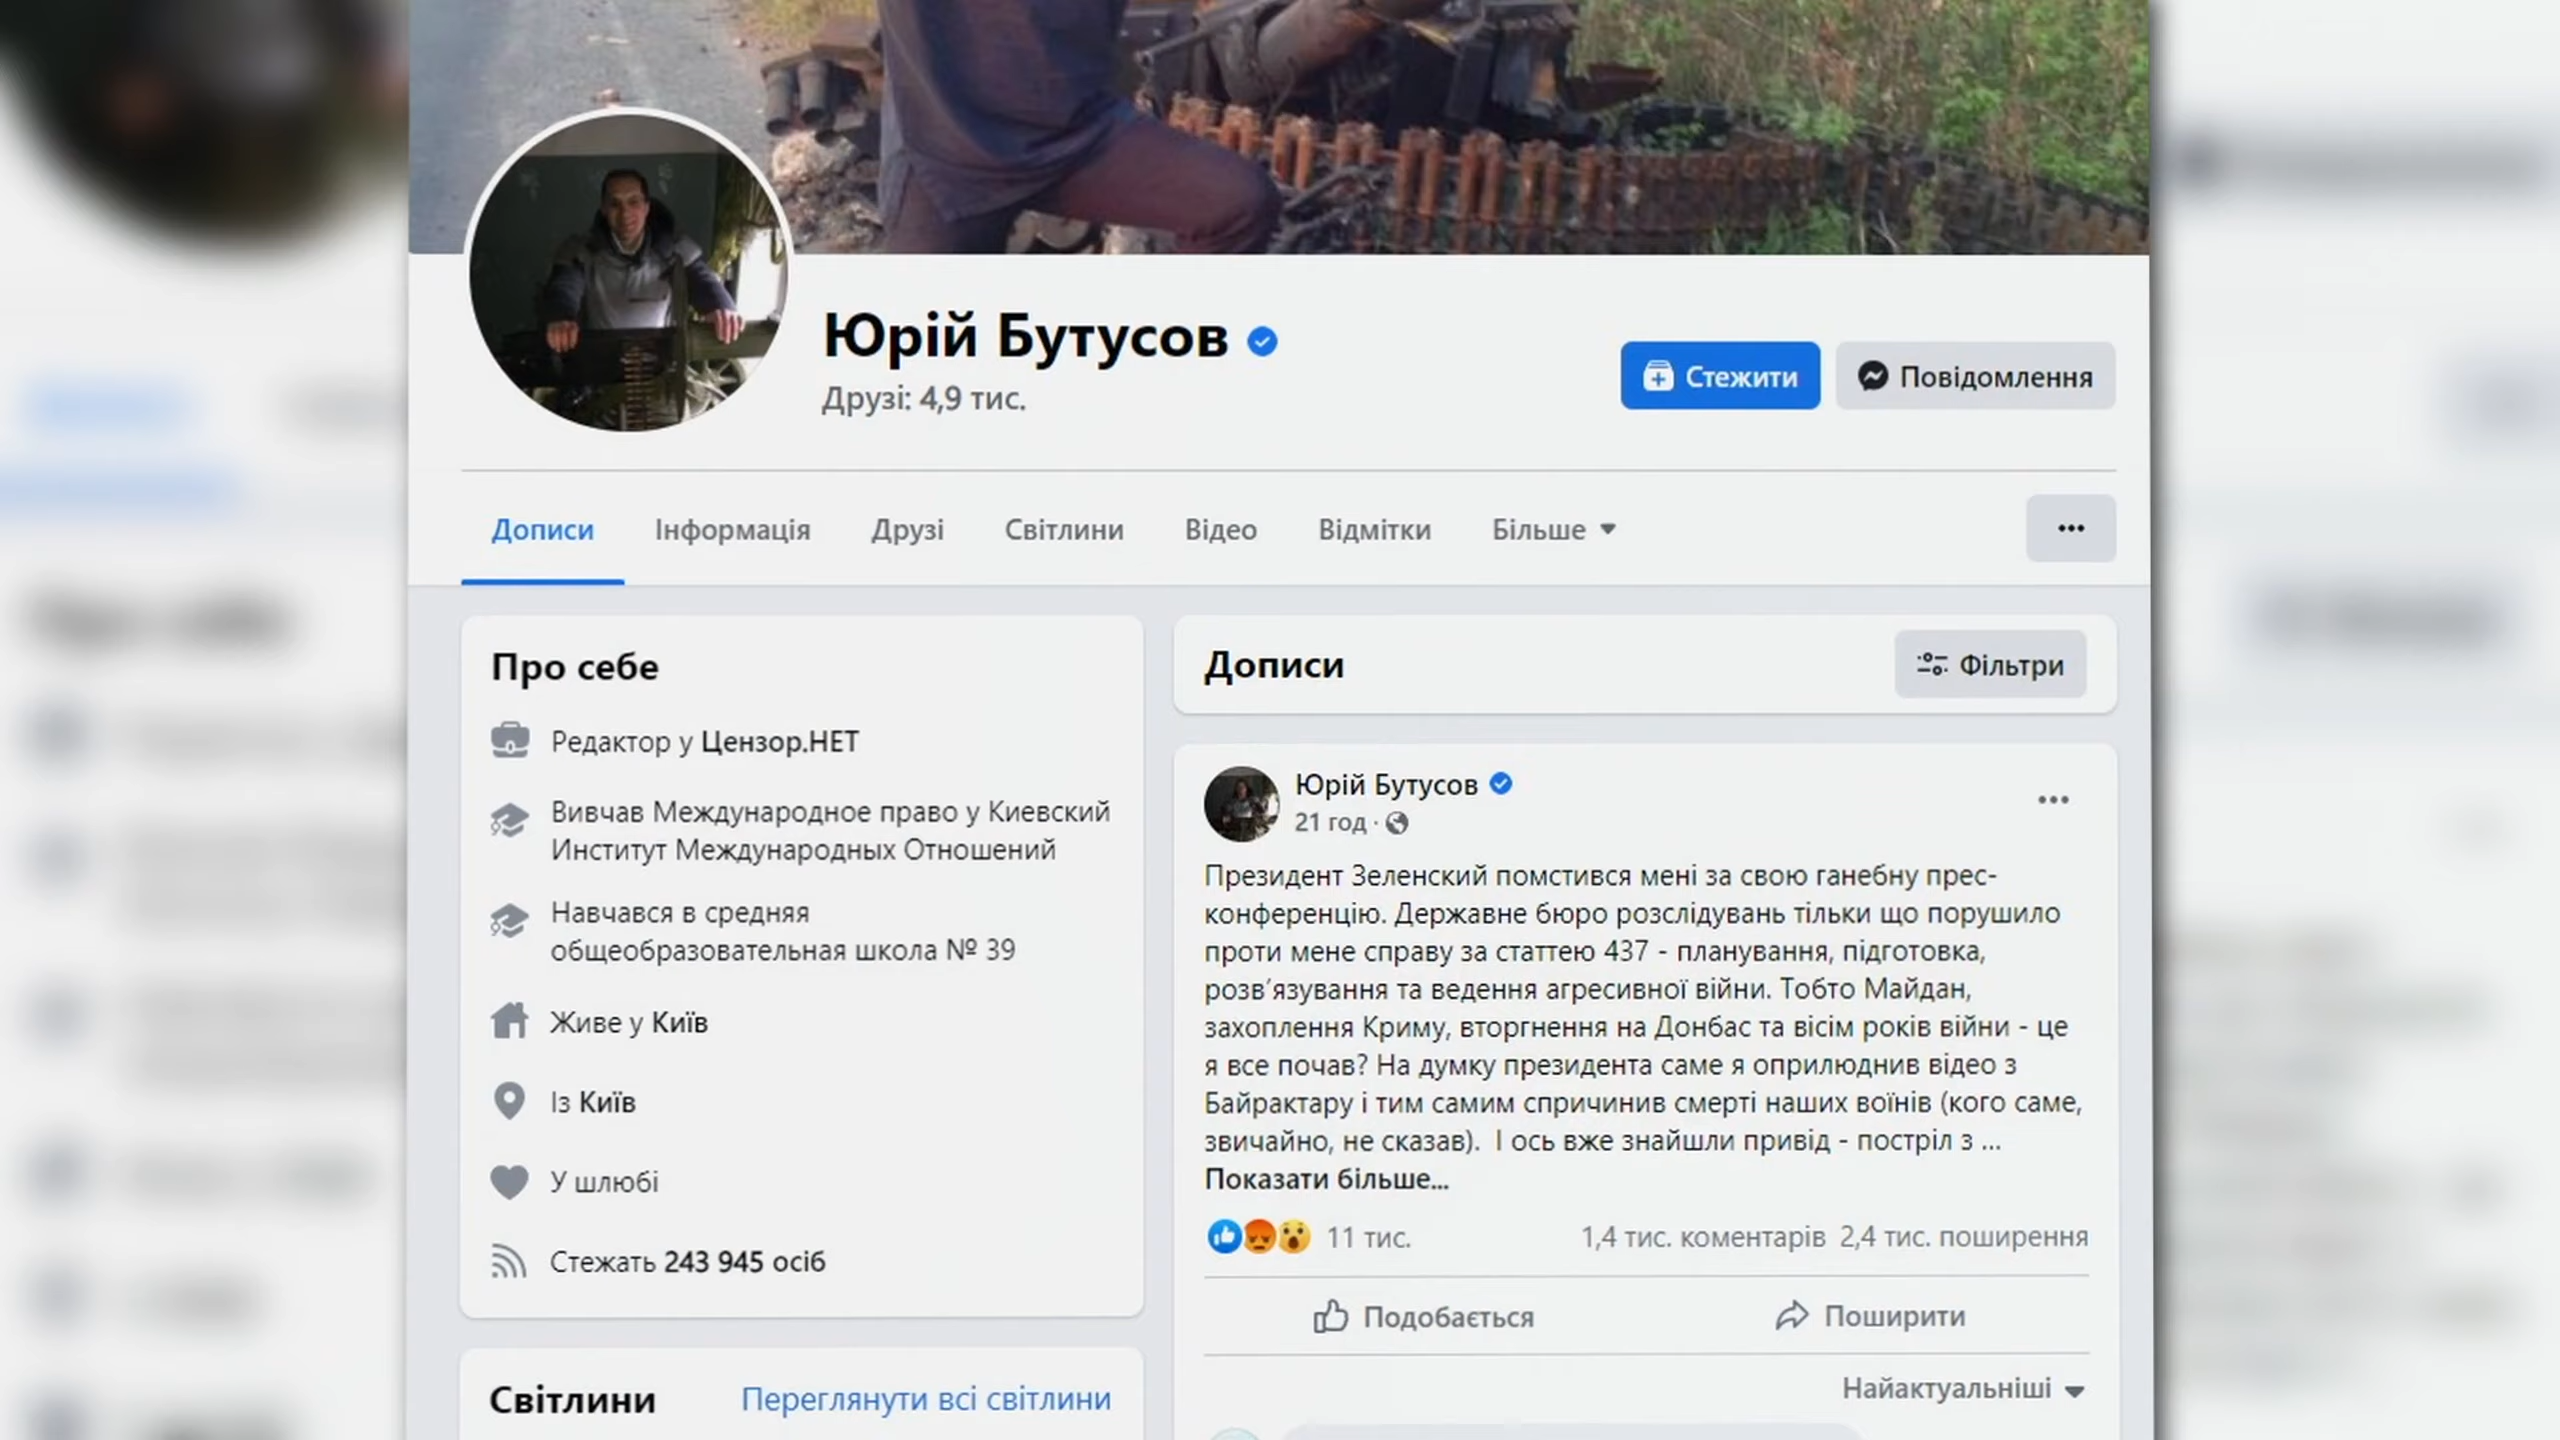 Юрій Бутусов
Друзі: 4,9 тис.
Стежити
Повідомлення
Дописи
Інформація
Друзі
Світлини
Відео
Відмітки
Більше
Про себе
Редактор у Цензор.НЕТ
Вивчав Международное право у Киевский
Институт Международных Отношений
Навчався в средняя
общеобразовательная школа № 39
Живе у Київ
Із Київ
У шлюбі
Стежать 243 945 осіб
Світлини
Переглянути всі світлини
Дописи
Фільтри
Юрій Бутусов
21 год ·
Президент Зеленский помстився мені за свою ганебну прес-
конференцію. Державне бюро розслідувань тільки що порушило
проти мене справу за статтею 437 - планування, підготовка,
розв’язування та ведення агресивної війни. Тобто Майдан,
захоплення Криму, вторгнення на Донбас та вісім років війни - це
я все почав? На думку президента саме я оприлюднив відео з
Байрактару і тим самим спричинив смерті наших воїнів (кого саме,
звичайно, не сказав). І ось вже знайшли привід - постріл з ...
Показати більше...
11 тис.
1,4 тис. коментарів 2,4 тис. поширення
Подобається
Поширити
Найактуальніші